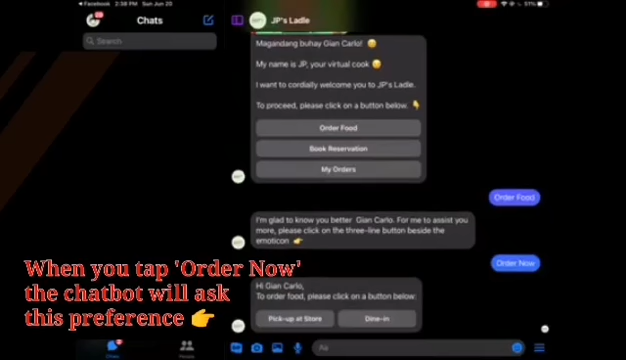 Facebook 2:38 PM Sun Jun 20
51%
Chats
JP's Ladle
Search
Magandang buhay Gian Carlo!
My name is JP, your virtual cook
I want to cordially welcome you to JP's Ladle.
To proceed, please click on a button below.
Order Food
Book Reservation
My Orders
Order Food
I'm glad to know you better Gian Carlo. For me to assist you
more, please click on the three-line button beside the
emoticon
Order Now
When you tap 'Order Now'
the chatbot will ask
this preference
Hi Gian Carlo,
To order food, please click on a button below:
Pick-up at Store
Dine-in
Chats
People
Aa